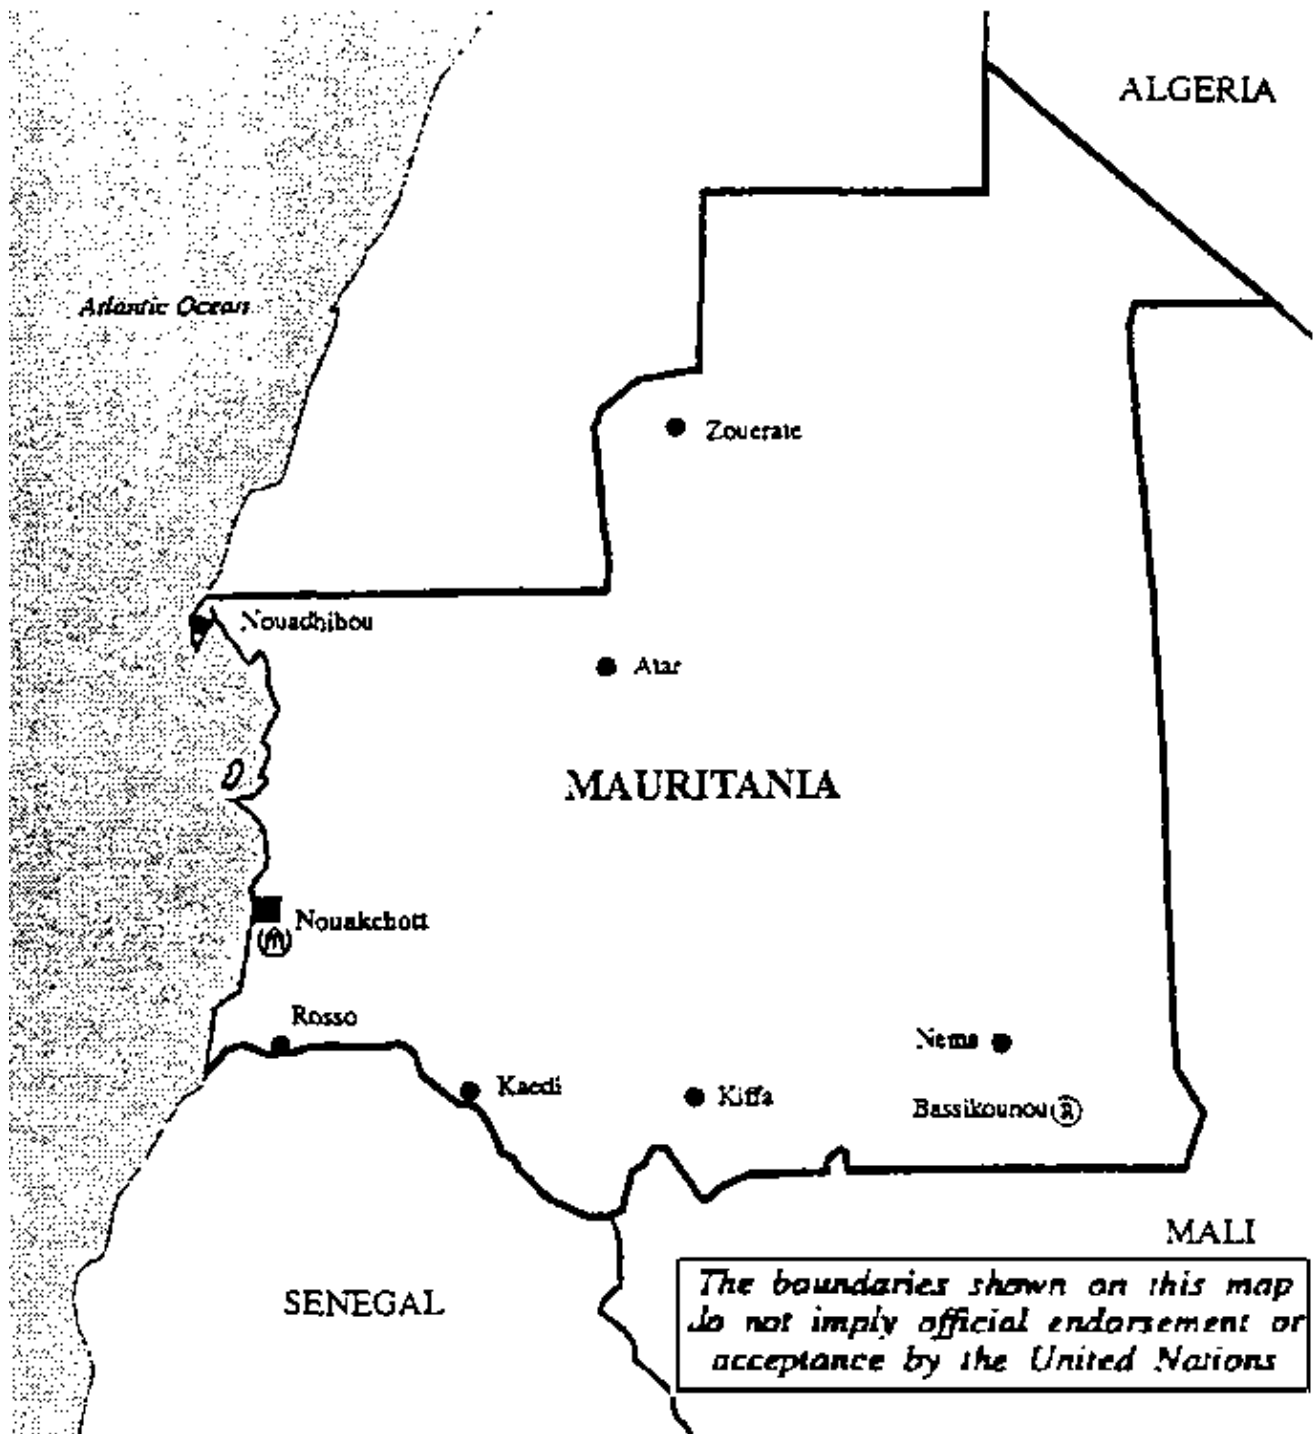 ALGERIA
Atlantic Ocean
Zouerate
Nouadhibou
Atar
MAURITANIA
Nouakchott
Rosso
Nema
Kaedi
Kiffa
Bassikounou
MALI
SENEGAL
The boundaries shown on this map
do not imply official endorsement or
acceptance by the United Nations